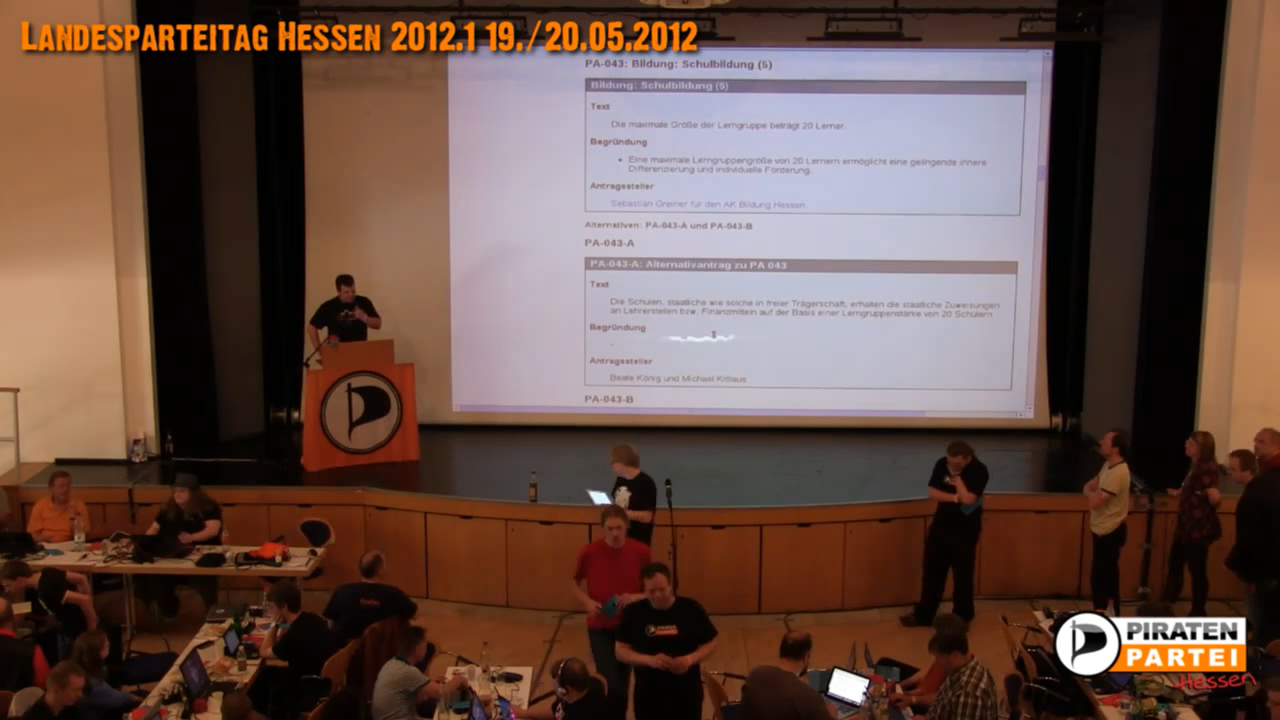 LANDESPARTEITAG HESSEN 2012.1 19./20.05.2012
PA-043: Bildung: Schulbildung (5)
Bildung: Schulbildung (5)
Text
Die maximale Größe der Lerngruppe beträgt 20 Lerner.
Begründung
• Eine maximale Lerngruppengröße von 20 Lernern ermöglicht eine gelingende innere
Differenzierung und individuelle Förderung.
Antragssteller
Sebastian Greiner für den AK Bildung Hessen
Alternativen: PA-043-A und PA-043-B
PA-043-A
PA-043-A: Alternativantrag zu PA 043
Text
Die Schulen, staatliche wie solche in freier Trägerschaft, erhalten die staatliche Zuweisungen
an Lehrerstellen bzw. Finanzmitteln auf der Basis einer Lerngruppenstärke von 20 Schülern
Begründung
Antragssteller
Beate König und Michael Kittlaus
PA-043-B
PIRATEN
PARTEI
Hessen